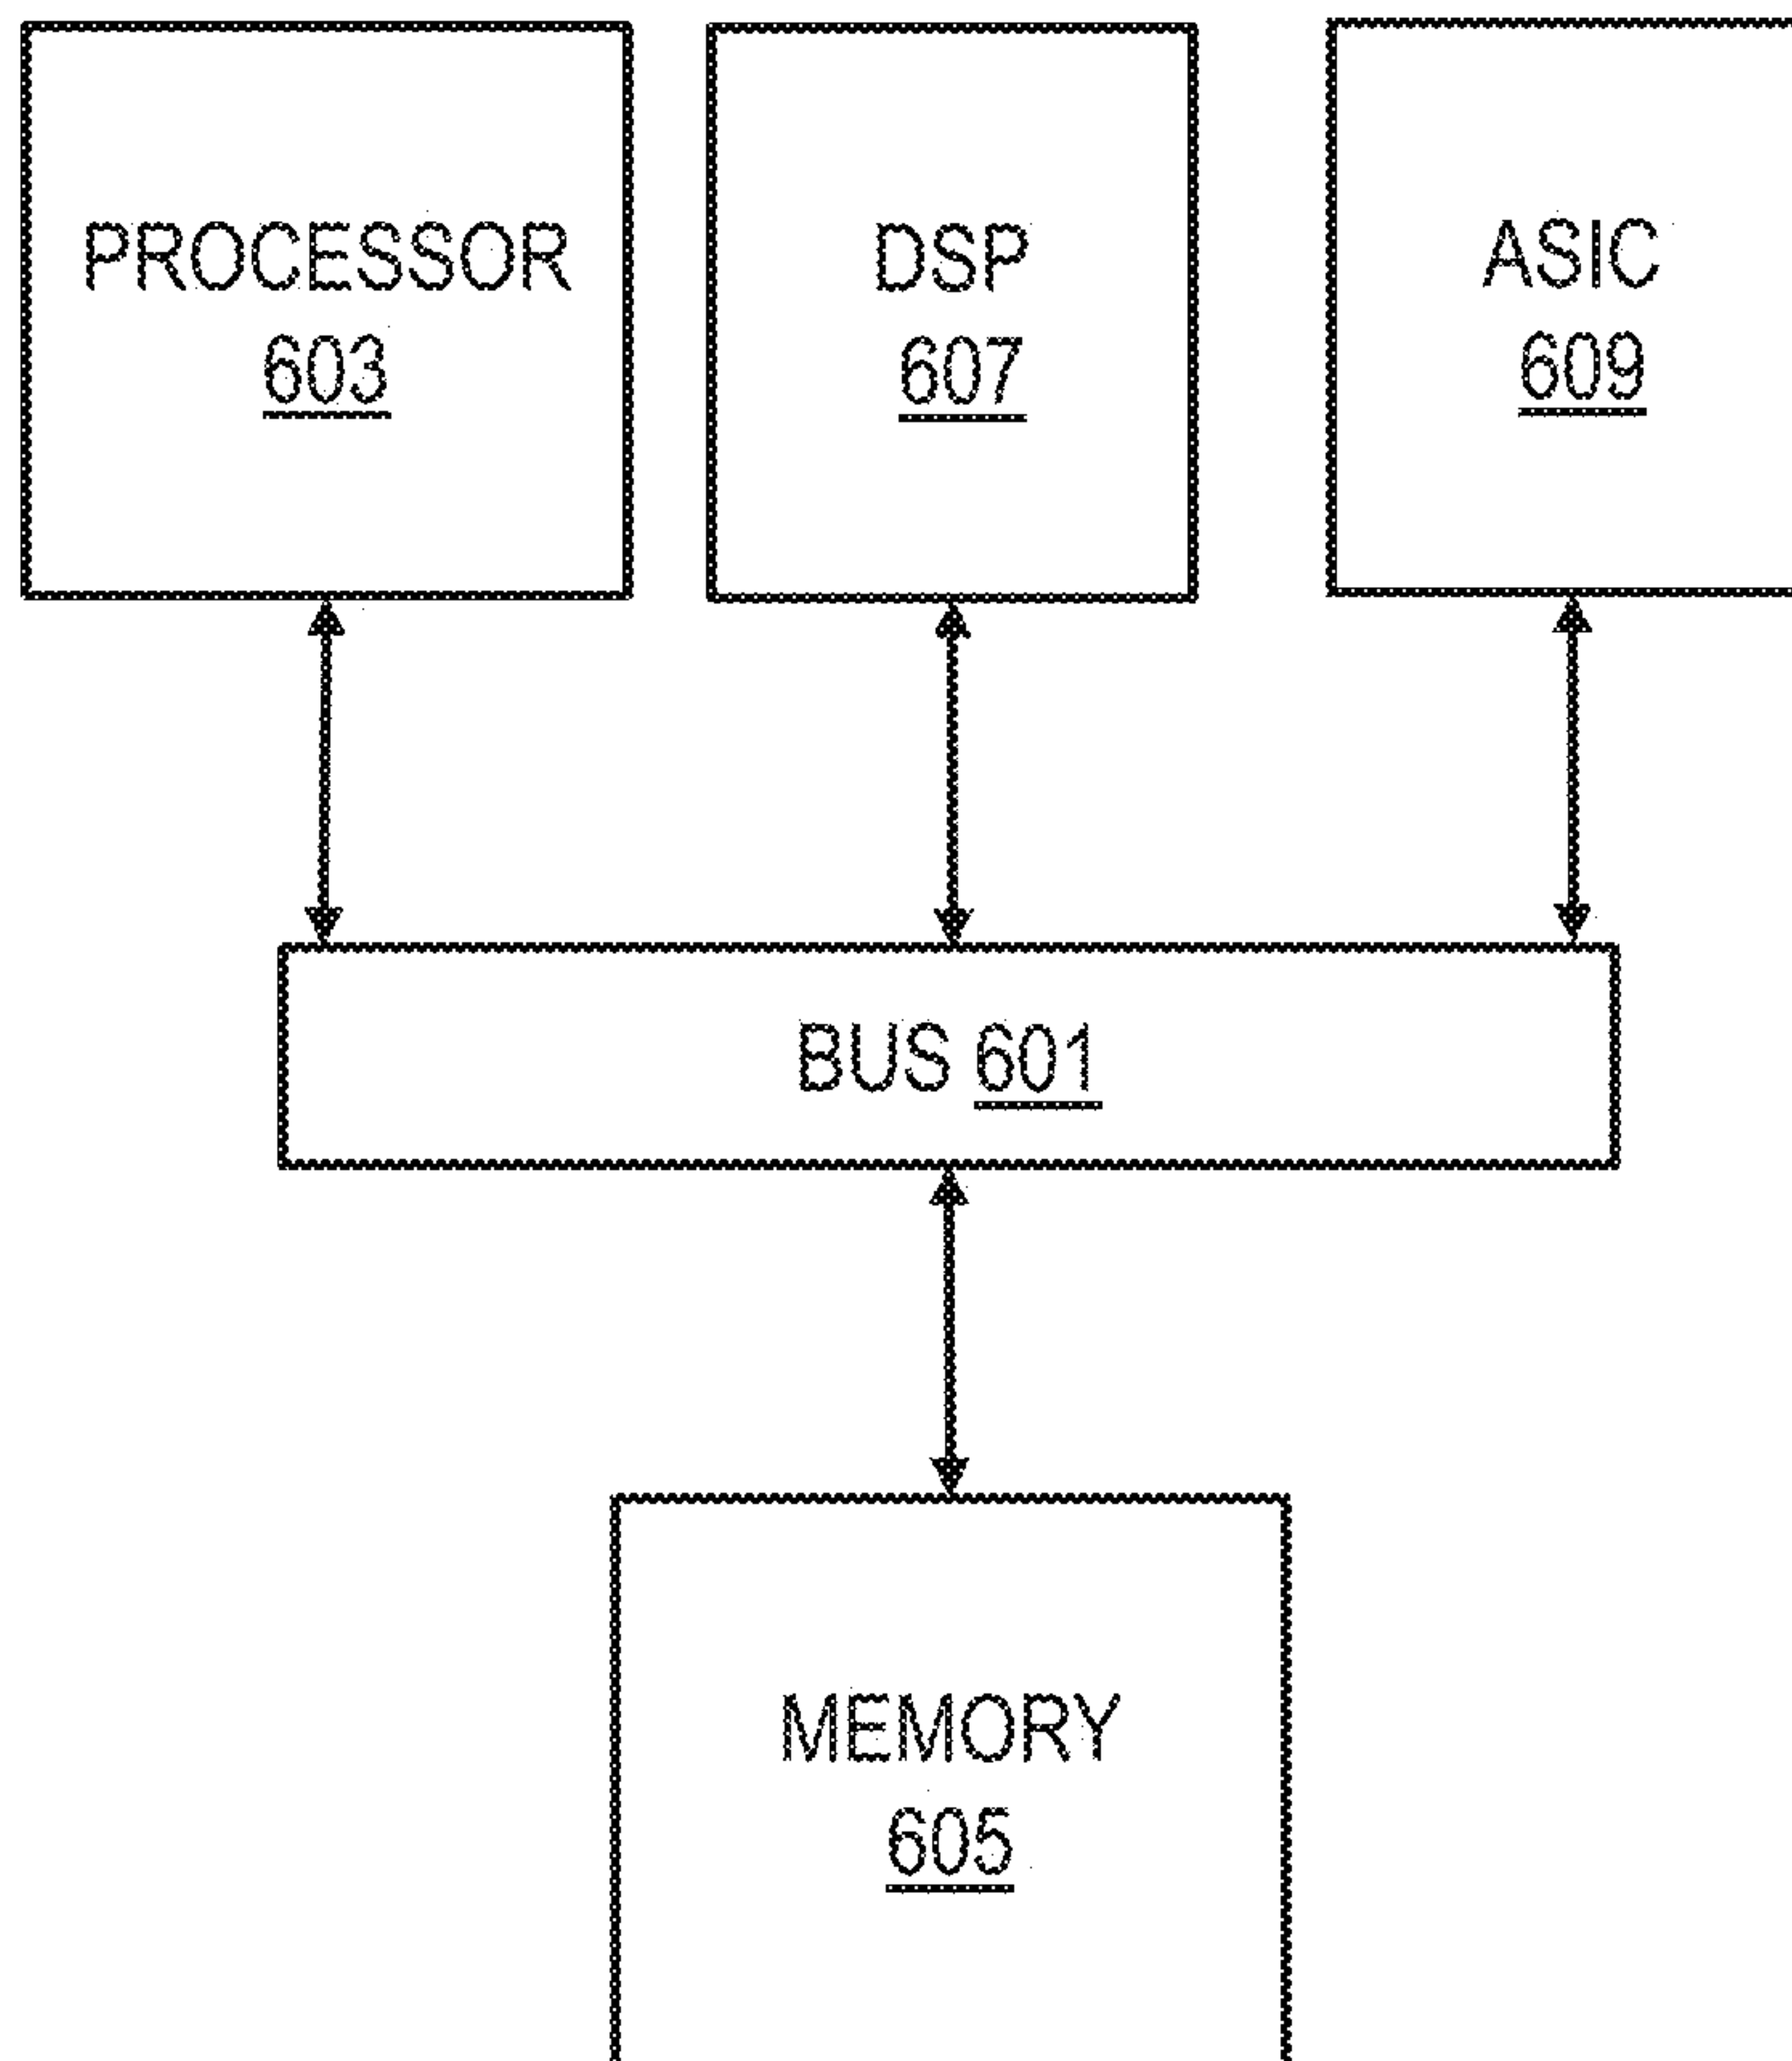 PROCESSOR
603
DSP
607
ASIC
609
BUS 601
MEMORY
605